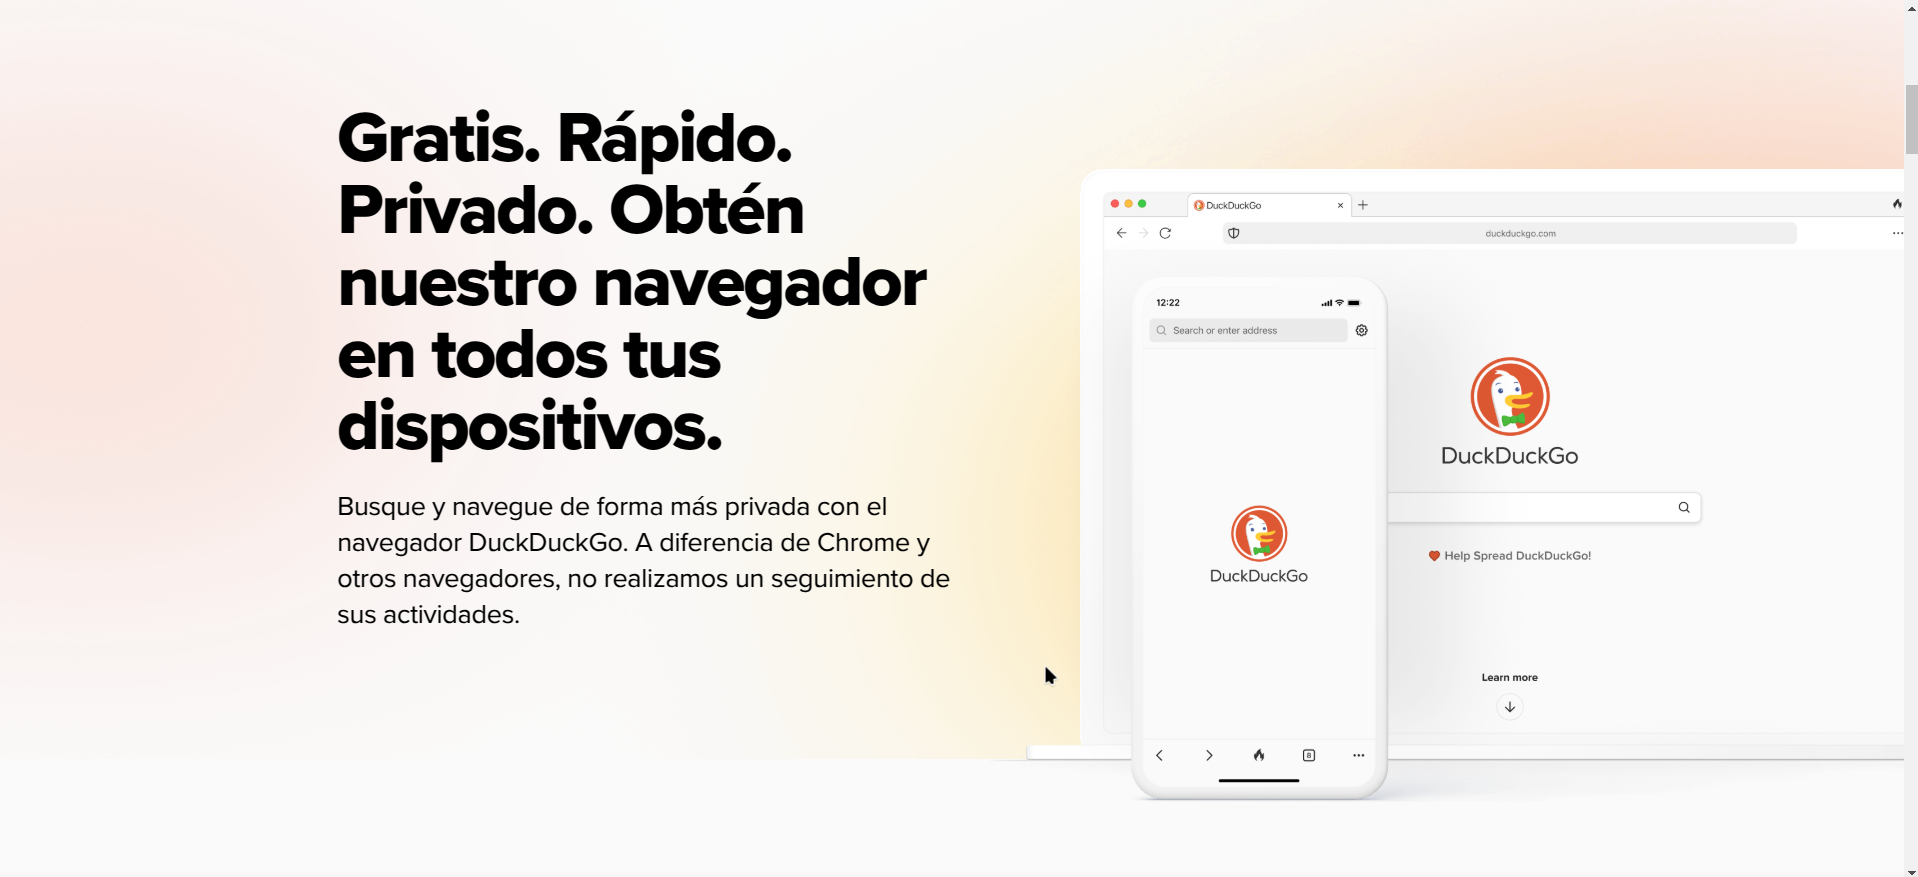 Gratis. Rápido.
Privado. Obtén
nuestro navegador
en todos tus
dispositivos.
Busque y navegue de forma más privada con el
navegador DuckDuckGo. A diferencia de Chrome y
otros navegadores, no realizamos un seguimiento de
sus actividades.
DuckDuckGo
duckduckgo.com
12:22
Search or enter address
DuckDuckGo
DuckDuckGo
Help Spread DuckDuckGo!
Learn more
8